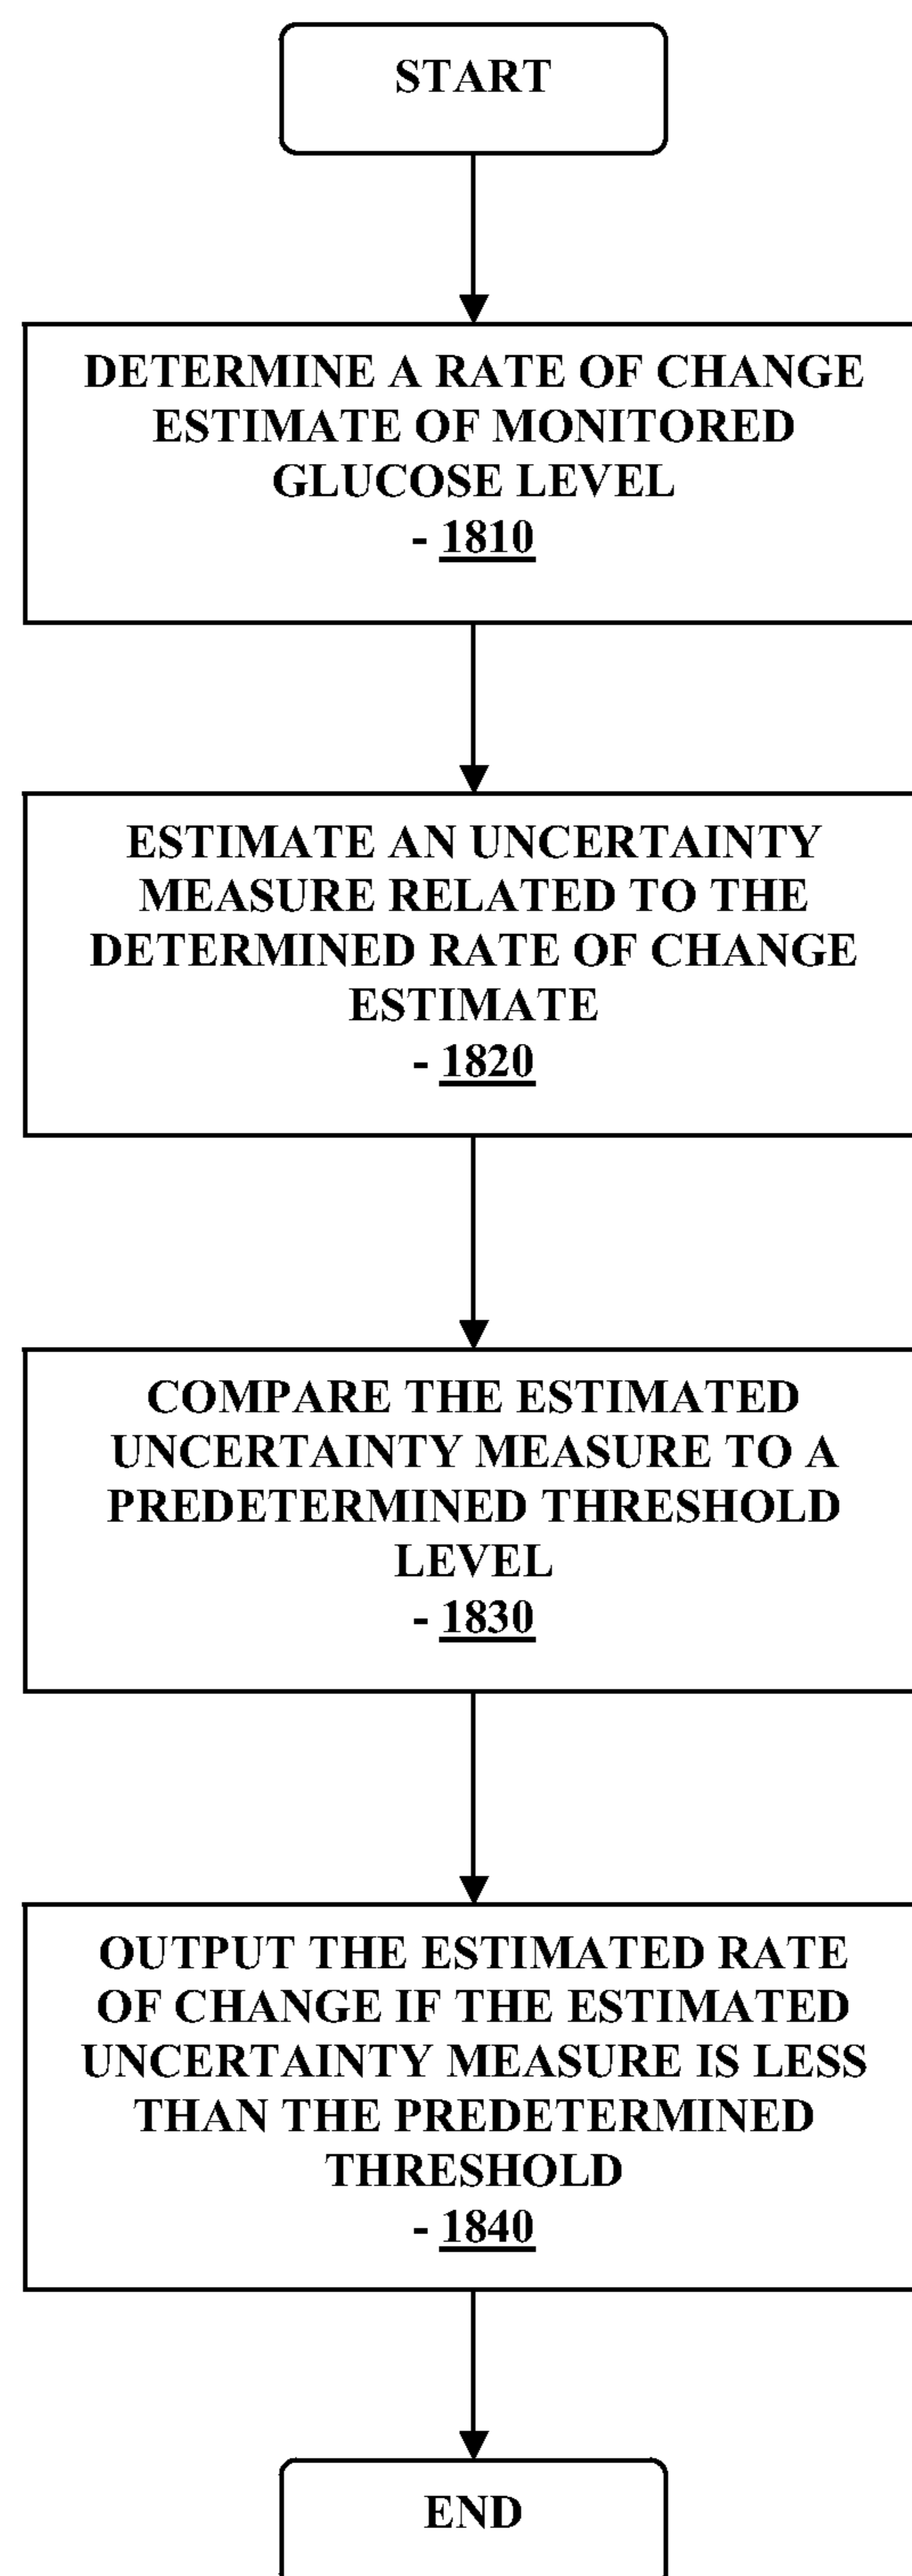 START
DETERMINE A RATE OF CHANGE
ESTIMATE OF MONITORED
GLUCOSE LEVEL
- 1810
ESTIMATE AN UNCERTAINTY
MEASURE RELATED TO THE
DETERMINED RATE OF CHANGE
ESTIMATE
- 1820
COMPARE THE ESTIMATED
UNCERTAINTY MEASURE TO A
PREDETERMINED THRESHOLD
LEVEL
- 1830
OUTPUT THE ESTIMATED RATE
OF CHANGE IF THE ESTIMATED
UNCERTAINTY MEASURE IS LESS
THAN THE PREDETERMINED
THRESHOLD
- 1840
END